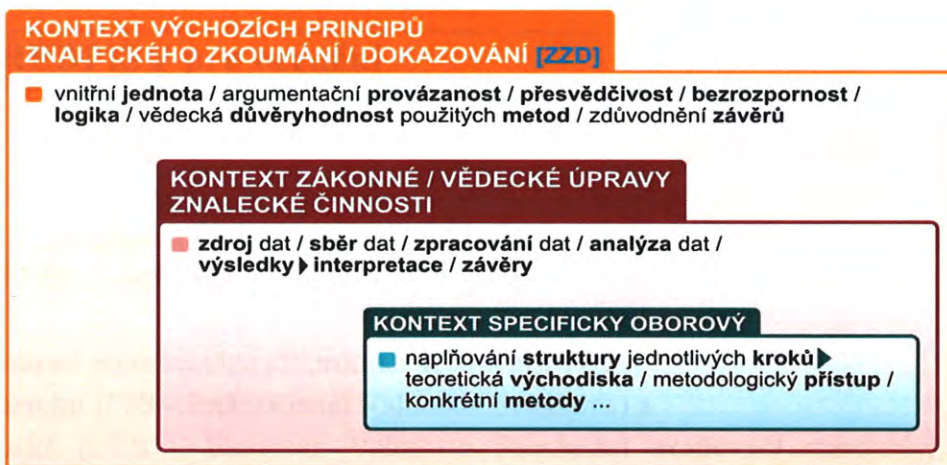 KONTEXT VÝCHOZÍCH PRINCIPŮ
ZNALECKÉHO ZKOUMÁNÍ / DOKAZOVÁNÍ [ZZD]
vnitřní jednota / argumentační provázanost / přesvědčivost / bezrozpornost /
logika / vědecká důvěryhodnost použitých metod / zdůvodnění závěrů
KONTEXT ZÁKONNÉ / VĚDECKÉ ÚPRAVY
ZNALECKÉ ČINNOSTI
zdroj dat / sběr dat / zpracování dat / analýza dat /
výsledky ▶ interpretace / závěry
KONTEXT SPECIFICKY OBOROVÝ
naplňování struktury jednotlivých kroků ▶
teoretická východiska / metodologický přístup /
konkrétní metody ...